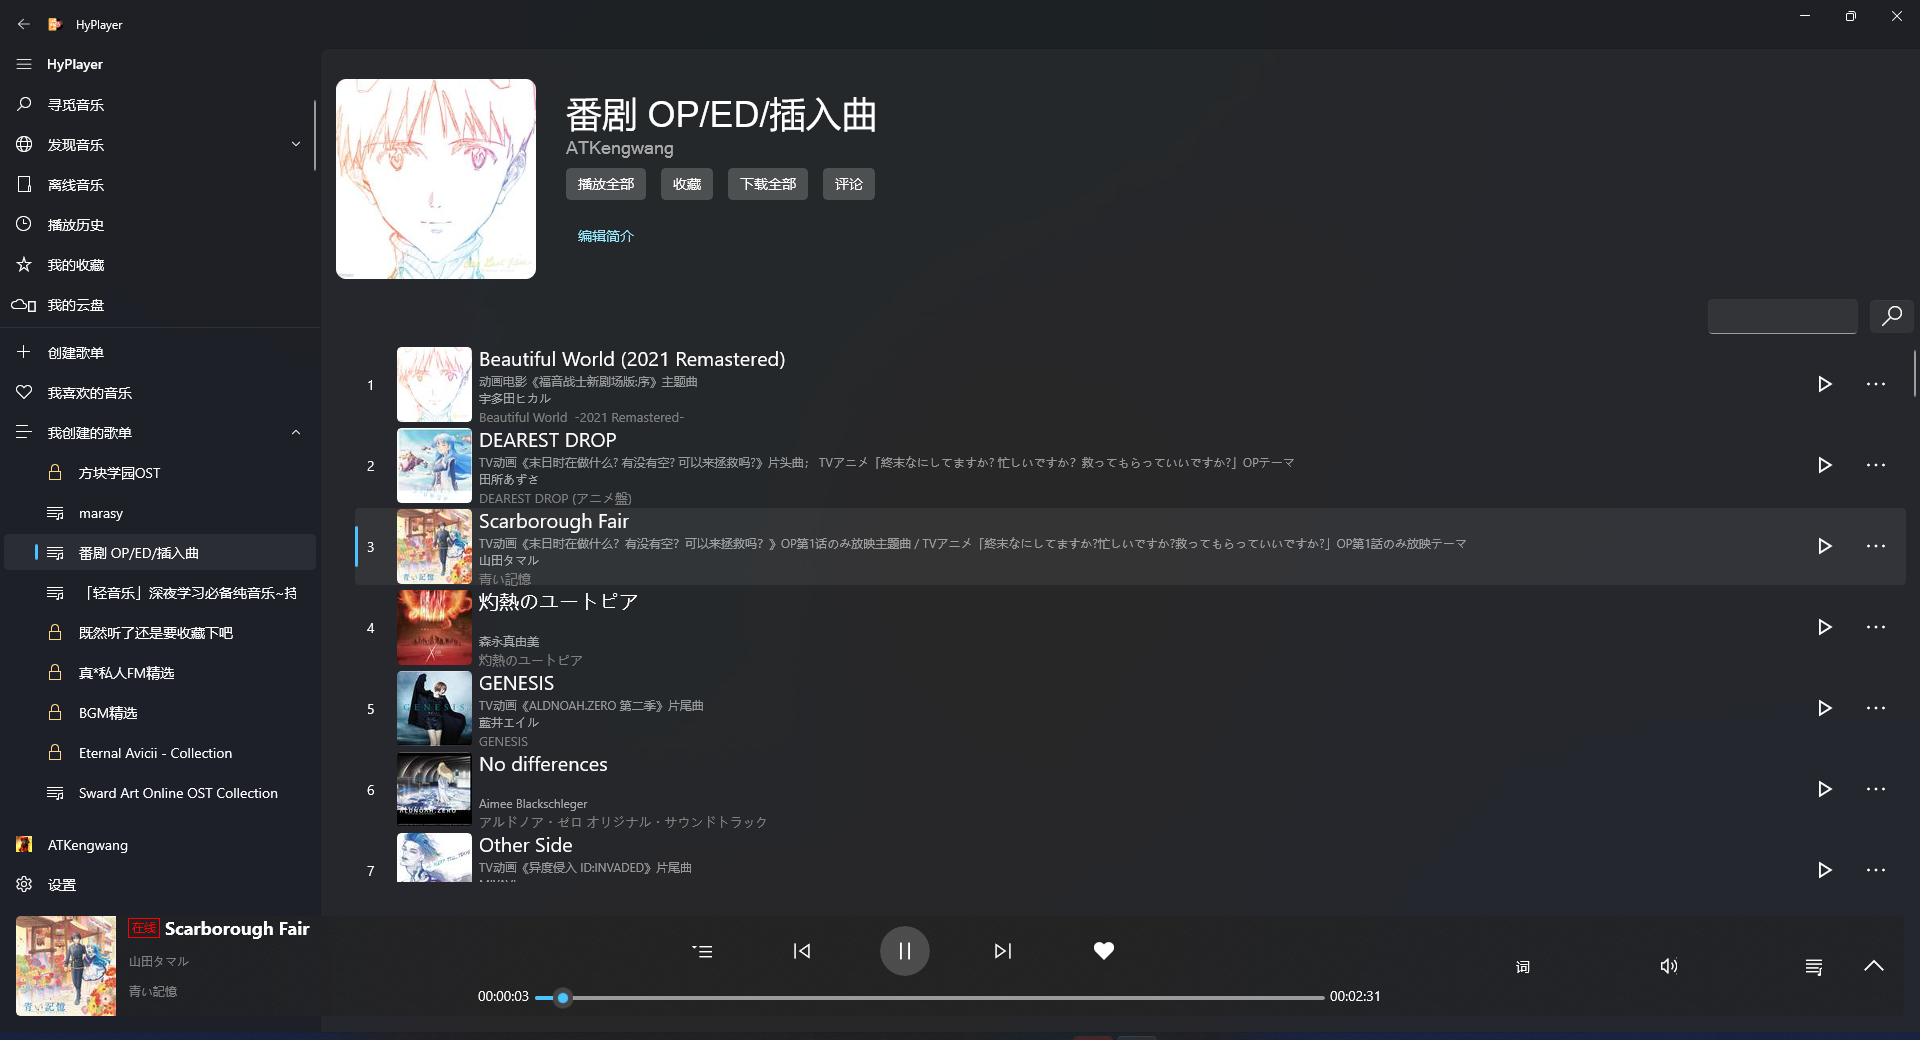 HyPlayer
HyPlayer
寻觅音乐
发现音乐
离线音乐
播放历史
我的收藏
我的云盘
创建歌单
我喜欢的音乐
我创建的歌单
方块学园OST
marasy
番剧 OP/ED/插入曲
「轻音乐」深夜学习必备纯音乐~持
既然听了还是要收藏下吧
真*私人FM精选
BGM精选
Eternal Avicii - Collection
Sward Art Online OST Collection
ATKengwang
设置
番剧 OP/ED/插入曲
ATKengwang
播放全部 收藏 下载全部 评论
编辑简介
1
Beautiful World (2021 Remastered)
动画电影《福音战士新剧场版:序》主题曲
宇多田ヒカル
Beautiful World -2021 Remastered-
2
DEAREST DROP
TV动画《末日时在做什么? 有没有空? 可以来拯救吗?》片头曲； TVアニメ「終末なにしてますか? 忙しいですか? 救ってもらっていいですか?」OPテーマ
田所あずさ
DEAREST DROP (アニメ盤)
3
Scarborough Fair
TV动画《末日时在做什么？有没有空？可以来拯救吗？》OP第1话のみ放映主題曲 / TVアニメ「終末なにしてますか?忙しいですか?救ってもらっていいですか?」OP第1話のみ放映テーマ
山田タマル
青い記憶
4
灼熱のユートピア
森永真由美
灼熱のユートピア
5
GENESIS
GENESIS
TV动画《ALDNOAH.ZERO 第二季》片尾曲
藍井エイル
GENESIS
6
ALDNOAH.ZERO
No differences
Aimee Blackschleger
アルドノア・ゼロ オリジナル・サウンドトラック
7
Other Side
TV动画《异度侵入 ID:INVADED》片尾曲
青い記憶
在线 Scarborough Fair
山田タマル
青い記憶
00:00:03
00:02:31
词